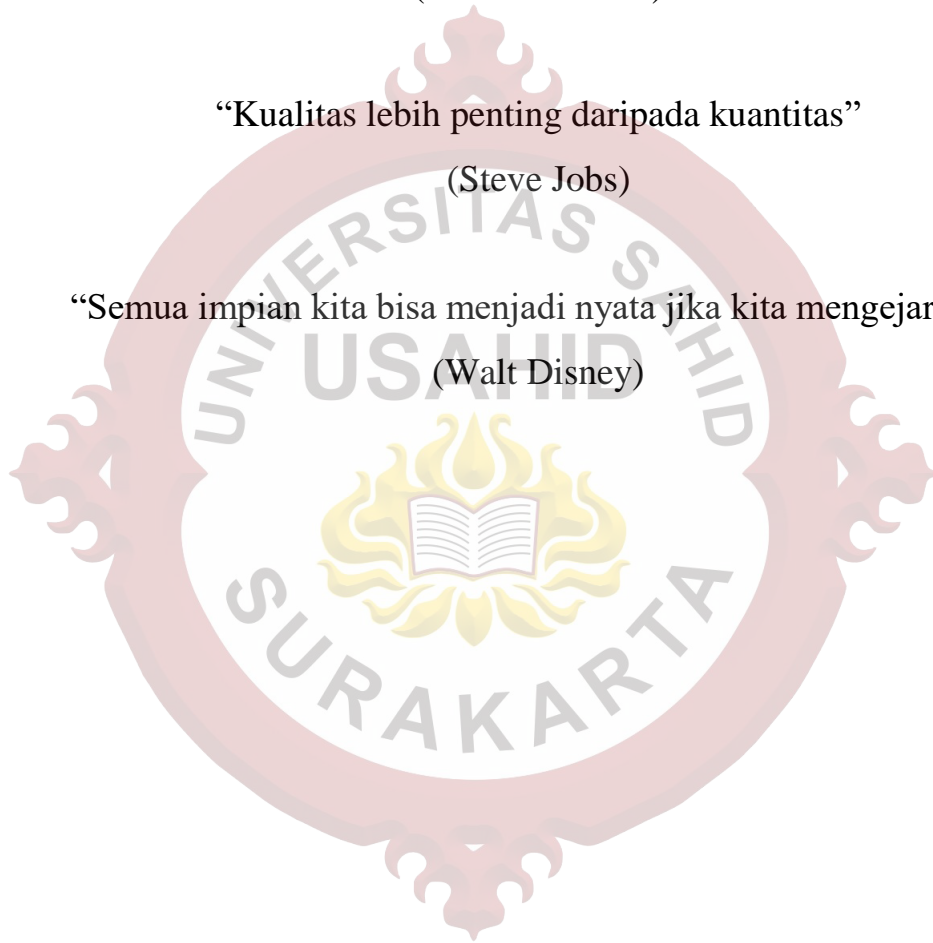 “Kualitas lebih penting daripada kuantitas”
(Steve Jobs)
“Semua impian kita bisa menjadi nyata jika kita mengejar
(Walt Disney)
UNIVERSITAS SAHID
USAHID
SURAKARTA